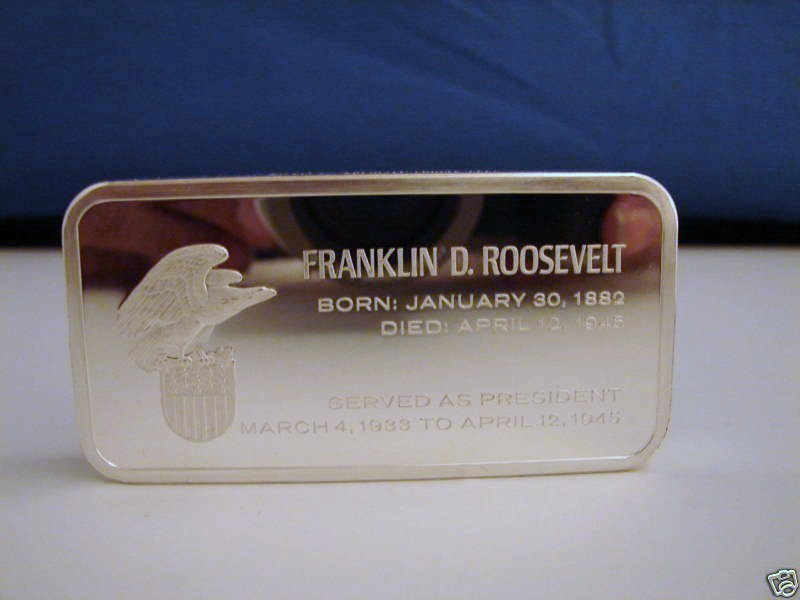 FRANKLIN D. ROOSEVELT
BORN: JANUARY 30, 1882
DIED: APRIL 12, 1945
SERVED AS PRESIDENT
MARCH 4, 1933 TO APRIL 12, 1945